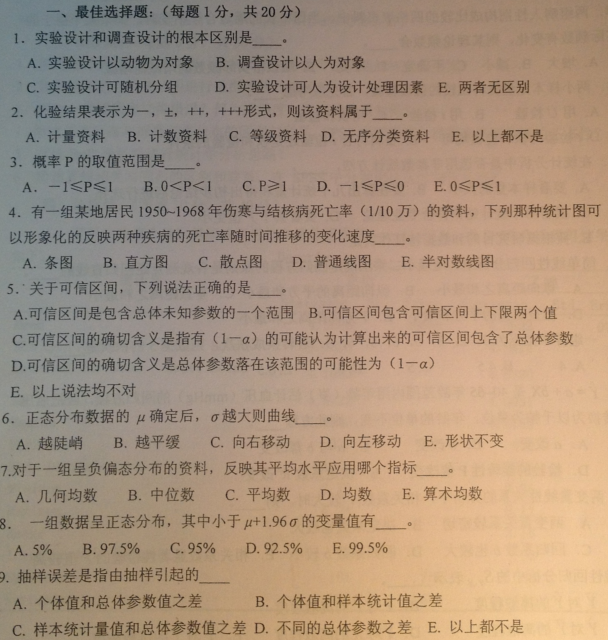 一、最佳选择题：（每题 1 分，共 20 分）
1．实验设计和调查设计的根本区别是____。
A. 实验设计以动物为对象 B. 调查设计以人为对象
C. 实验设计可随机分组 D. 实验设计可人为设计处理因素 E. 两者无区别
2．化验结果表示为一，±，++，+++形式，则该资料属于____。
A. 计量资料 B. 计数资料 C. 等级资料 D. 无序分类资料 E. 以上都不是
3．概率 P 的取值范围是____。
A．－1≤P≤1 B. 0＜P＜1 C. P≥1 D. －1≤P≤0 E. 0≤P≤1
4．有一组某地居民 1950~1968 年伤寒与结核病死亡率（1/10 万）的资料，下列那种统计图可
以形象化的反映两种疾病的死亡率随时间推移的变化速度____。
A. 条图 B. 直方图 C. 散点图 D. 普通线图 E. 半对数线图
5．关于可信区间，下列说法正确的是____。
A.可信区间是包含总体未知参数的一个范围 B.可信区间包含可信区间上下限两个值
C.可信区间的确切含义是指有（1－α）的可能认为计算出来的可信区间包含了总体参数
D.可信区间的确切含义是总体参数落在该范围的可能性为（1－α）
E. 以上说法均不对
6．正态分布数据的 μ 确定后，σ 越大则曲线____。
A. 越陡峭 B. 越平缓 C. 向右移动 D. 向左移动 E. 形状不变
7.对于一组呈负偏态分布的资料，反映其平均水平应用哪个指标____。
A. 几何均数 B. 中位数 C. 平均数 D. 均数 E. 算术均数
8. 一组数据呈正态分布，其中小于 μ+1.96σ 的变量值有____。
A. 5% B. 97.5% C. 95% D. 92.5% E. 99.5%
9. 抽样误差是指由抽样引起的____
A. 个体值和总体参数值之差 B. 个体值和样本统计值之差
C. 样本统计量值和总体参数值之差 D. 不同的总体参数之差 E. 以上都不是